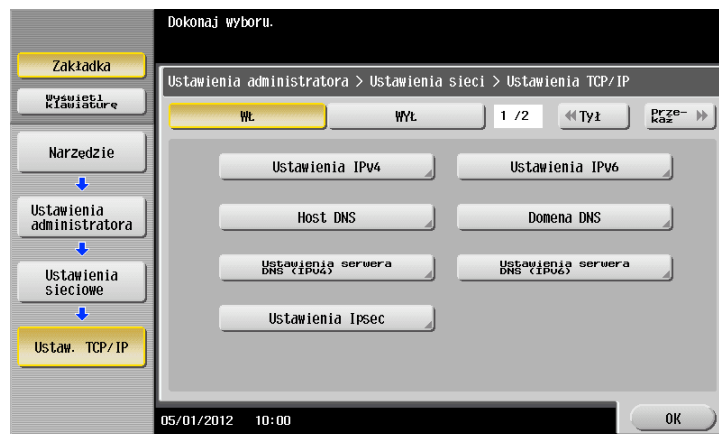 Dokonaj wyboru.
Zakładka
Wyświetl
klawiaturę
Ustawienia administratora > Ustawienia sieci > Ustawienia TCP/IP
WŁ
WYŁ
1 /2
Tył
Prze-
każ
Narzędzie
Ustawienia IPv4
Ustawienia IPv6
Ustawienia
administratora
Host DNS
Domena DNS
Ustawienia serwera
DNS (IPv4)
Ustawienia serwera
DNS (IPv6)
Ustawienia
sieciowe
Ustawienia Ipsec
Ustaw. TCP/IP
05/01/2012 10:00
OK